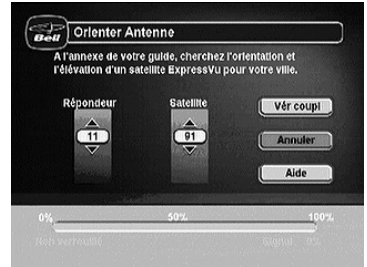 Bell
Orienter Antenne
A l'annexe de votre guide, cherchez l'orientation et
l'élévation d'un satellite ExpressVu pour votre ville.
Répondeur
Satellite
Vér coupl
11
91
Annuler
Aide
0%
50%
100%
Non verrouillé
Signal 0%